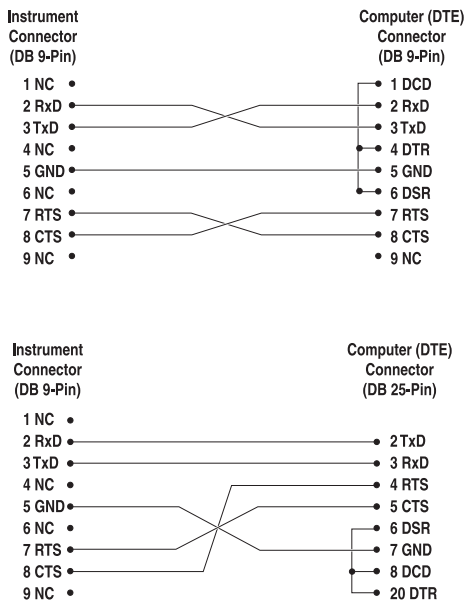 Instrument
Connector
(DB 9-Pin)
1 NC
2 RxD
3 TxD
4 NC
5 GND
6 NC
7 RTS
8 CTS
9 NC
Computer (DTE)
Connector
(DB 9-Pin)
1 DCD
2 RxD
3 TxD
4 DTR
5 GND
6 DSR
7 RTS
8 CTS
9 NC
Instrument
Connector
(DB 9-Pin)
1 NC
2 RxD
3 TxD
4 NC
5 GND
6 NC
7 RTS
8 CTS
9 NC
Computer (DTE)
Connector
(DB 25-Pin)
2 TxD
3 RxD
4 RTS
5 CTS
6 DSR
7 GND
8 DCD
20 DTR